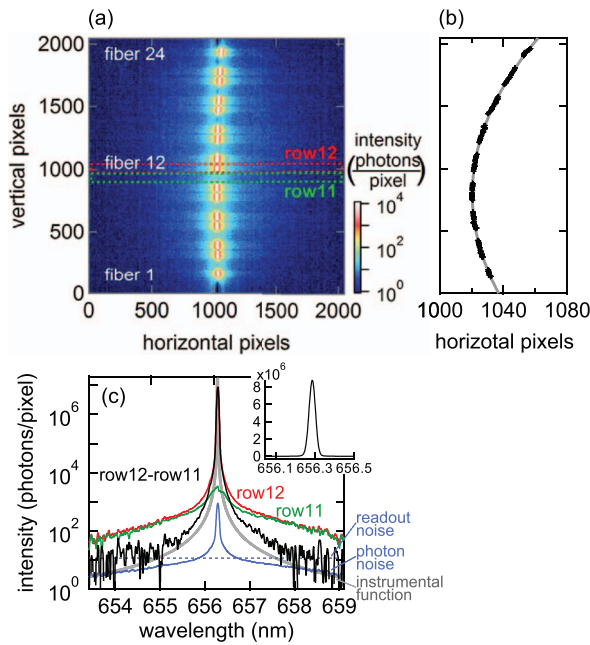 (a)
(b)
2000
1500
1000
500
0
vertical pixels
fiber 24
fiber 12
fiber 1
row12
row11
intensity
(photons/pixel)
10^4
10^2
10^0
0
500
1000
1500
2000
horizontal pixels
1000
1040
1080
horizotal pixels
(c)
intensity (photons/pixel)
10^6
10^4
10^2
10^0
row12-row11
row12
row11
x10^6
8
6
4
2
0
656.1
656.3
656.5
readout
noise
photon
noise
instrumental
function
654
655
656
657
658
659
wavelength (nm)